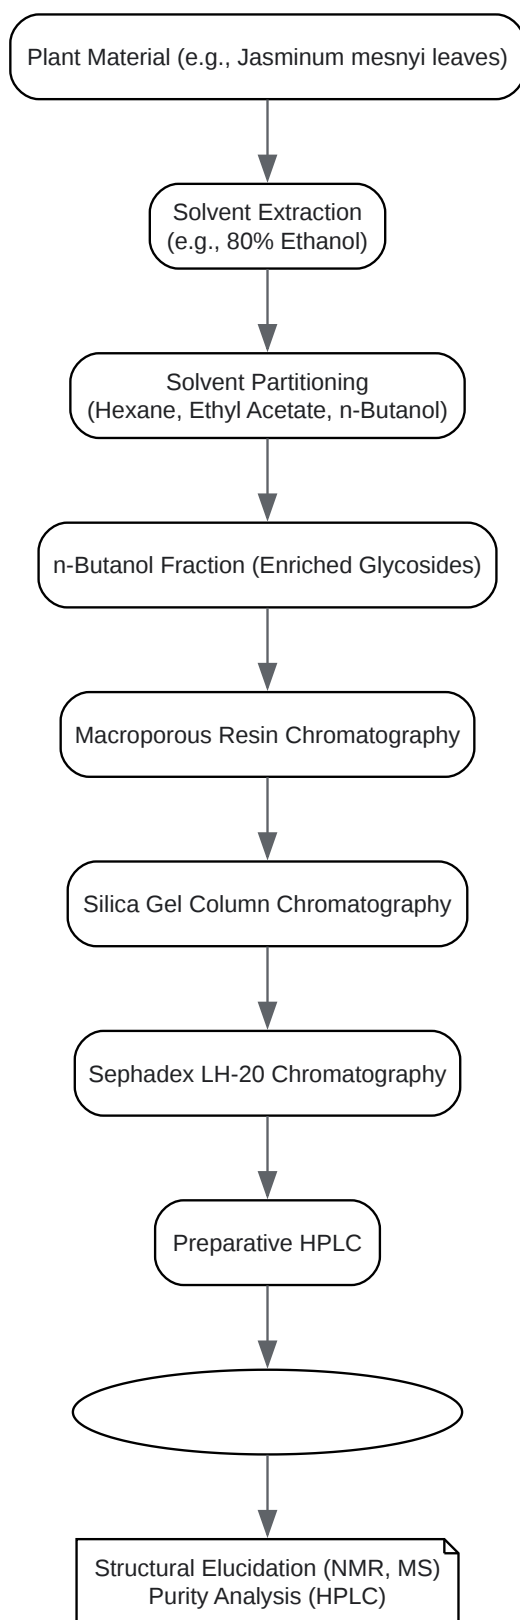 Plant Material (e.g., Jasminum mesnyi leaves)
Solvent Extraction
(e.g., 80% Ethanol)
Solvent Partitioning
(Hexane, Ethyl Acetate, n-Butanol)
n-Butanol Fraction (Enriched Glycosides)
Macroporous Resin Chromatography
Silica Gel Column Chromatography
Sephadex LH-20 Chromatography
Preparative HPLC
Structural Elucidation (NMR, MS)
Purity Analysis (HPLC)